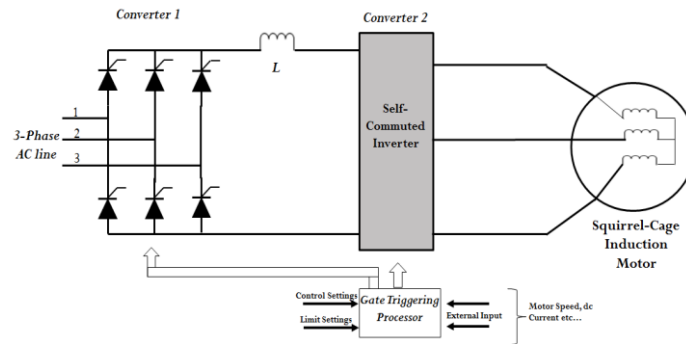 Converter 1
Converter 2
L
Self-
Commuted
Inverter
1
3-Phase
2
AC line
3
Squirrel-Cage
Induction
Motor
Control Settings
Gate Triggering
Processor
Limit Settings
External Input
Motor Speed, dc
Current etc...